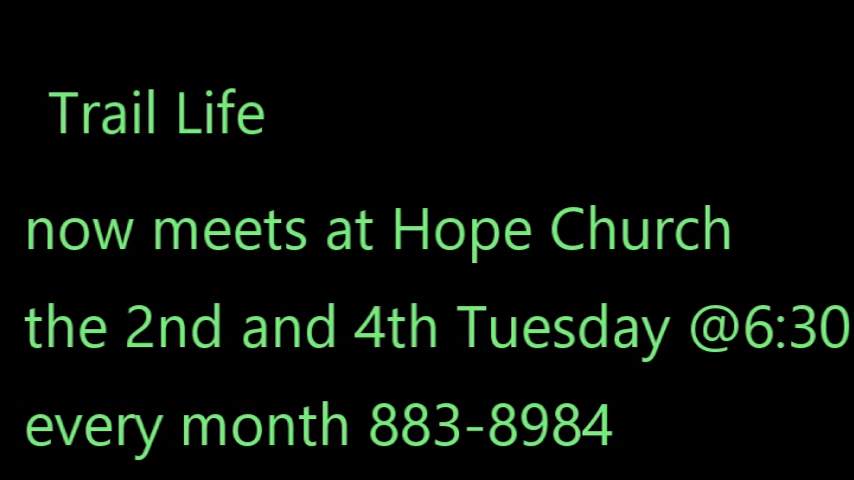 Trail Life
now meets at Hope Church
the 2nd and 4th Tuesday @6:30
every month 883-8984